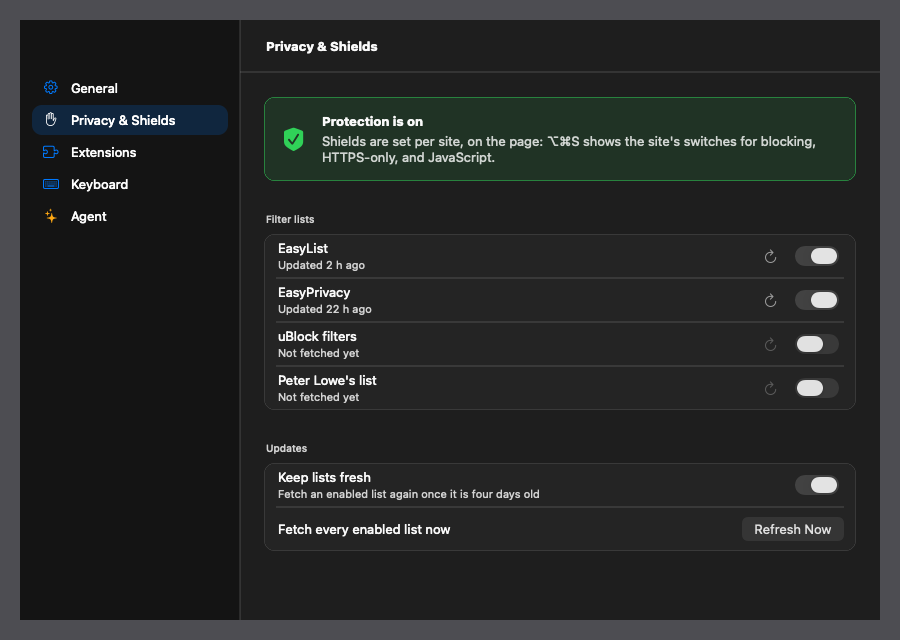 Privacy & Shields
General
Privacy & Shields
Extensions
Keyboard
Agent
Protection is on
Shields are set per site, on the page: ⌥⌘S shows the site's switches for blocking,
HTTPS-only, and JavaScript.
Filter lists
EasyList
Updated 2 h ago
EasyPrivacy
Updated 22 h ago
uBlock filters
Not fetched yet
Peter Lowe's list
Not fetched yet
Updates
Keep lists fresh
Fetch an enabled list again once it is four days old
Fetch every enabled list now
Refresh Now